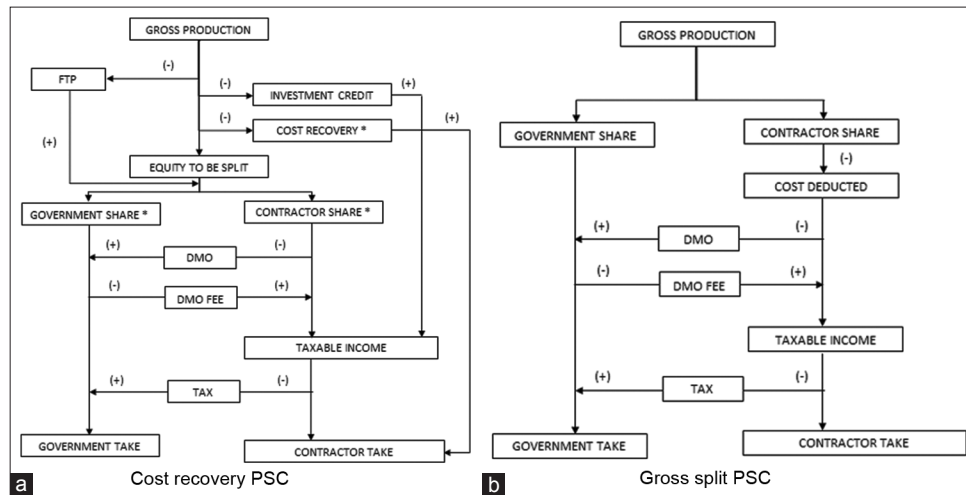 GROSS PRODUCTION
(-)
FTP
(-)
INVESTMENT CREDIT
(+)
(+)
(-)
COST RECOVERY *
(+)
EQUITY TO BE SPLIT
GOVERNMENT SHARE *
CONTRACTOR SHARE *
(+)
DMO
(-)
(-)
DMO FEE
(+)
TAXABLE INCOME
(+)
TAX
(-)
GOVERNMENT TAKE
CONTRACTOR TAKE
a
Cost recovery PSC
GROSS PRODUCTION
GOVERNMENT SHARE
CONTRACTOR SHARE
(-)
COST DEDUCTED
(+)
DMO
(-)
(-)
DMO FEE
(+)
TAXABLE INCOME
(+)
TAX
(-)
GOVERNMENT TAKE
CONTRACTOR TAKE
b
Gross split PSC